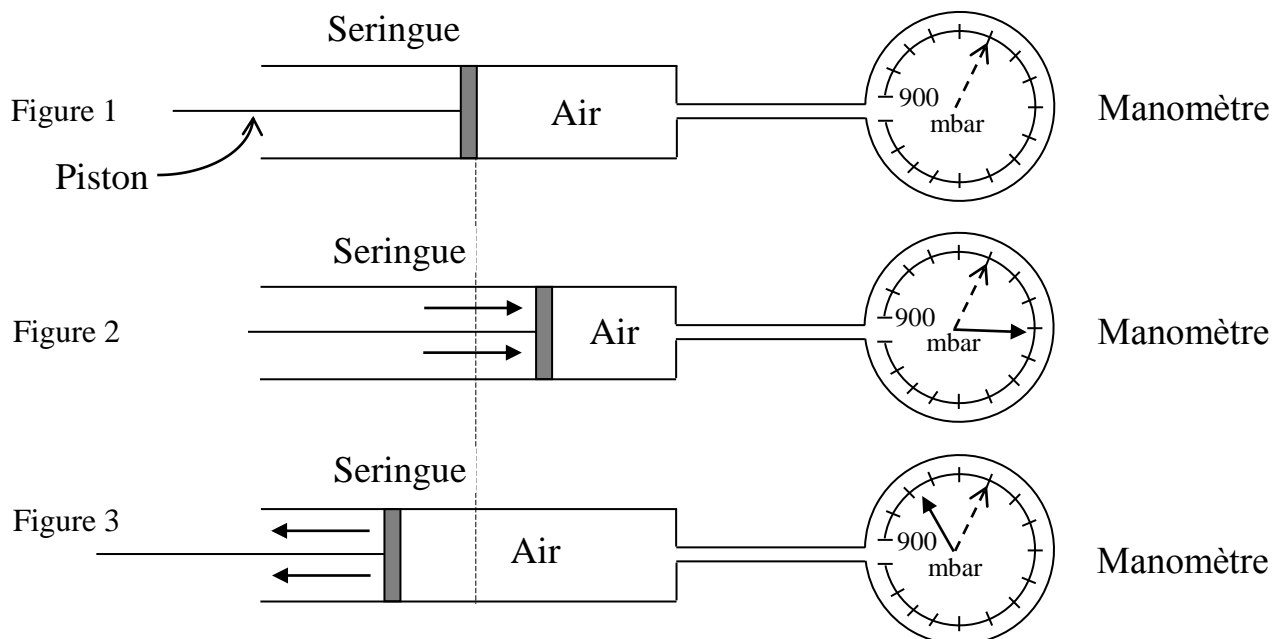 Seringue
Figure 1
Air
900
mbar
Manomètre
Piston
Seringue
Figure 2
Air
900
mbar
Manomètre
Seringue
Figure 3
Air
900
mbar
Manomètre